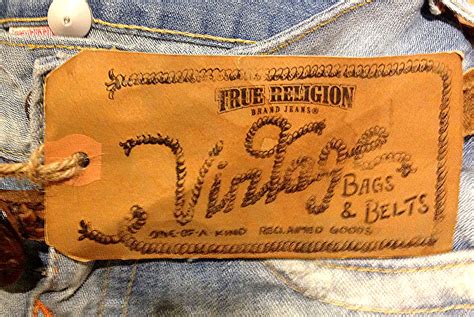 TRUE RELIGION
BRAND JEANS®
Vintage
BAGS
& BELTS
ONE-OF-A-KIND RECLAIMED GOODS